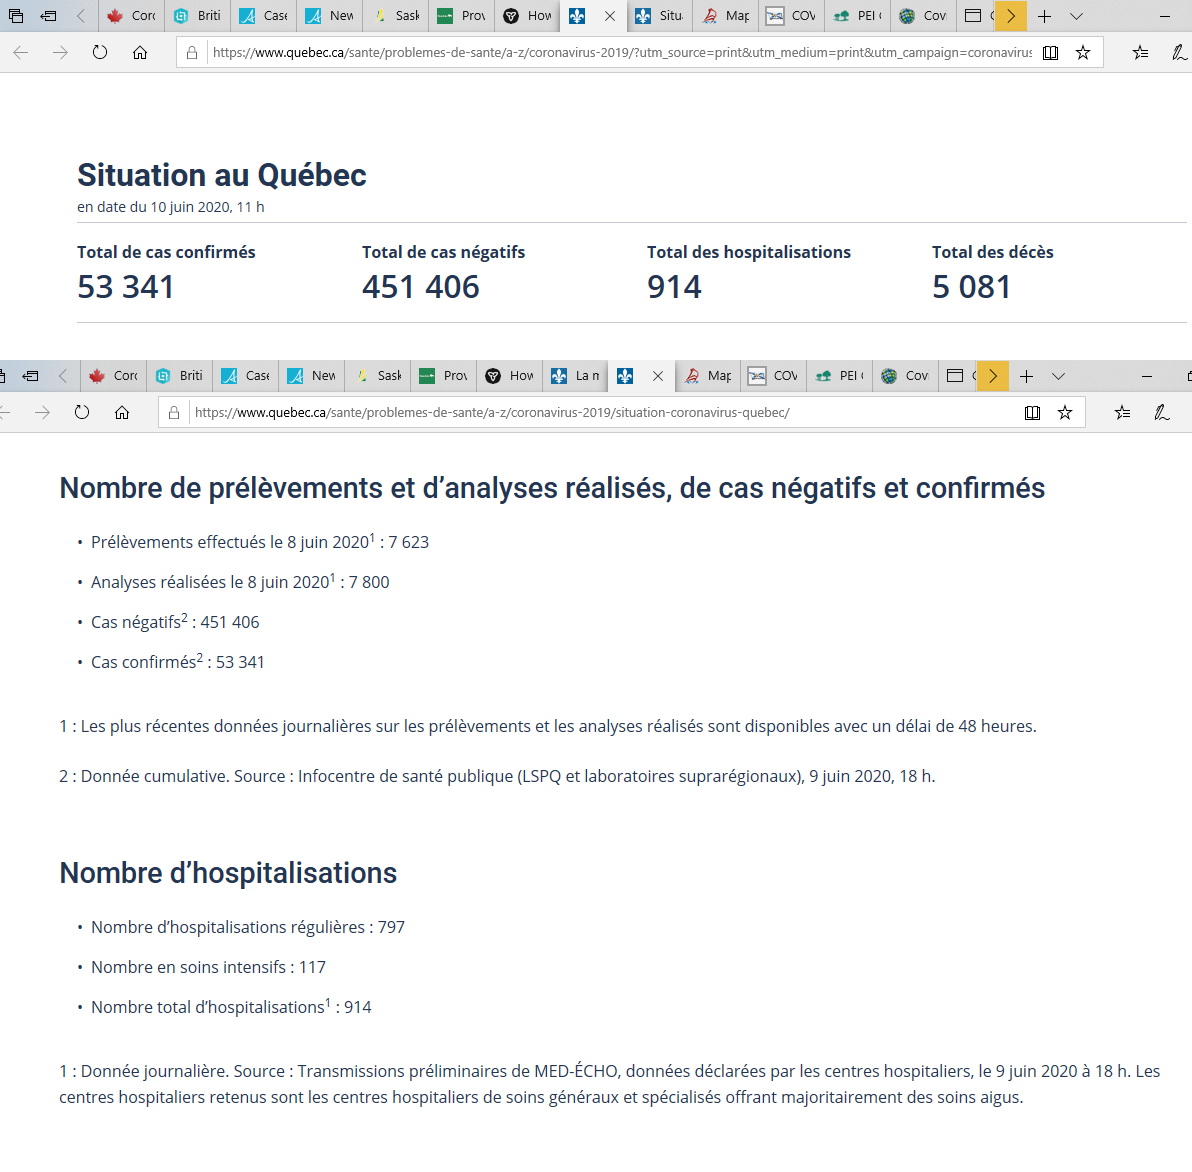 Corc
Briti
Case
New
Sask
Prov
How
Situ
Map
COV
PEI
Cov
https://www.quebec.ca/sante/problemes-de-sante/a-z/coronavirus-2019/?utm_source=print&utm_medium=print&utm_campaign=coronavirus
Situation au Québec
en date du 10 juin 2020, 11 h
Total de cas confirmés
53 341
Total de cas négatifs
451 406
Total des hospitalisations
914
Total des décès
5 081
Corc
Briti
Case
New
Sask
Prov
How
La m
Map
COV
PEI
Cov
https://www.quebec.ca/sante/problemes-de-sante/a-z/coronavirus-2019/situation-coronavirus-quebec/
Nombre de prélèvements et d’analyses réalisés, de cas négatifs et confirmés
• Prélèvements effectués le 8 juin 2020¹ : 7 623
• Analyses réalisées le 8 juin 2020¹ : 7 800
• Cas négatifs² : 451 406
• Cas confirmés² : 53 341
1 : Les plus récentes données journalières sur les prélèvements et les analyses réalisés sont disponibles avec un délai de 48 heures.
2 : Donnée cumulative. Source : Infocentre de santé publique (LSPQ et laboratoires suprarégionaux), 9 juin 2020, 18 h.
Nombre d’hospitalisations
• Nombre d’hospitalisations régulières : 797
• Nombre en soins intensifs : 117
• Nombre total d’hospitalisations¹ : 914
1 : Donnée journalière. Source : Transmissions préliminaires de MED-ÉCHO, données déclarées par les centres hospitaliers, le 9 juin 2020 à 18 h. Les
centres hospitaliers retenus sont les centres hospitaliers de soins généraux et spécialisés offrant majoritairement des soins aigus.